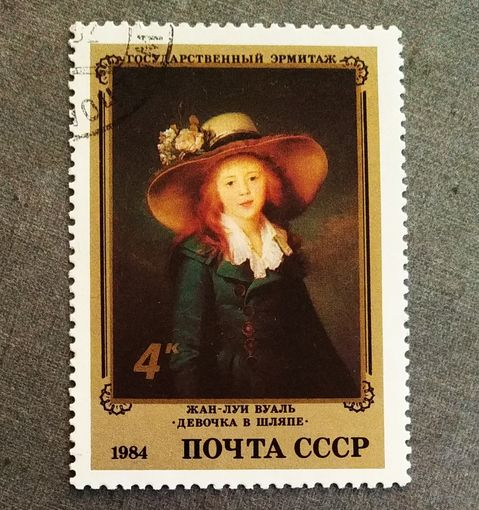 ГОСУДАРСТВЕННЫЙ ЭРМИТАЖ
4к
ЖАН-ЛУИ ВУАЛЬ
·ДЕВОЧКА В ШЛЯПЕ·
1984 ПОЧТА СССР